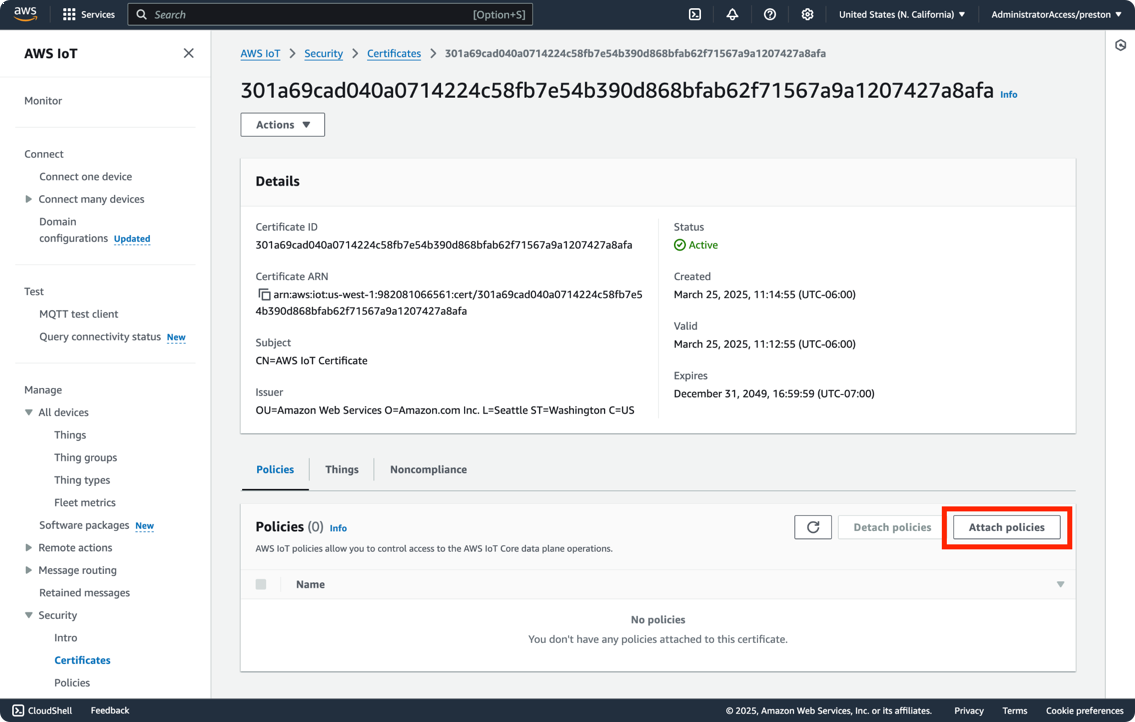 aws
Services
Search
[Option+S]
United States (N. California)
AdministratorAccess/preston
AWS IoT
Monitor
Connect
Connect one device
Connect many devices
Domain
configurations Updated
Test
MQTT test client
Query connectivity status New
Manage
All devices
Things
Thing groups
Thing types
Fleet metrics
Software packages New
Remote actions
Message routing
Retained messages
Security
Intro
Certificates
Policies
AWS IoT > Security > Certificates > 301a69cad040a0714224c58fb7e54b390d868bfab62f71567a9a1207427a8afa
301a69cad040a0714224c58fb7e54b390d868bfab62f71567a9a1207427a8afa Info
Actions
Details
Certificate ID
301a69cad040a0714224c58fb7e54b390d868bfab62f71567a9a1207427a8afa
Certificate ARN
arn:aws:iot:us-west-1:982081066561:cert/301a69cad040a0714224c58fb7e5
4b390d868bfab62f71567a9a1207427a8afa
Subject
CN=AWS IoT Certificate
Issuer
OU=Amazon Web Services O=Amazon.com Inc. L=Seattle ST=Washington C=US
Status
Active
Created
March 25, 2025, 11:14:55 (UTC-06:00)
Valid
March 25, 2025, 11:12:55 (UTC-06:00)
Expires
December 31, 2049, 16:59:59 (UTC-07:00)
Policies
Things
Noncompliance
Policies (0) Info
AWS IoT policies allow you to control access to the AWS IoT Core data plane operations.
Detach policies
Attach policies
Name
No policies
You don't have any policies attached to this certificate.
CloudShell
Feedback
© 2025, Amazon Web Services, Inc. or its affiliates.
Privacy
Terms
Cookie preferences